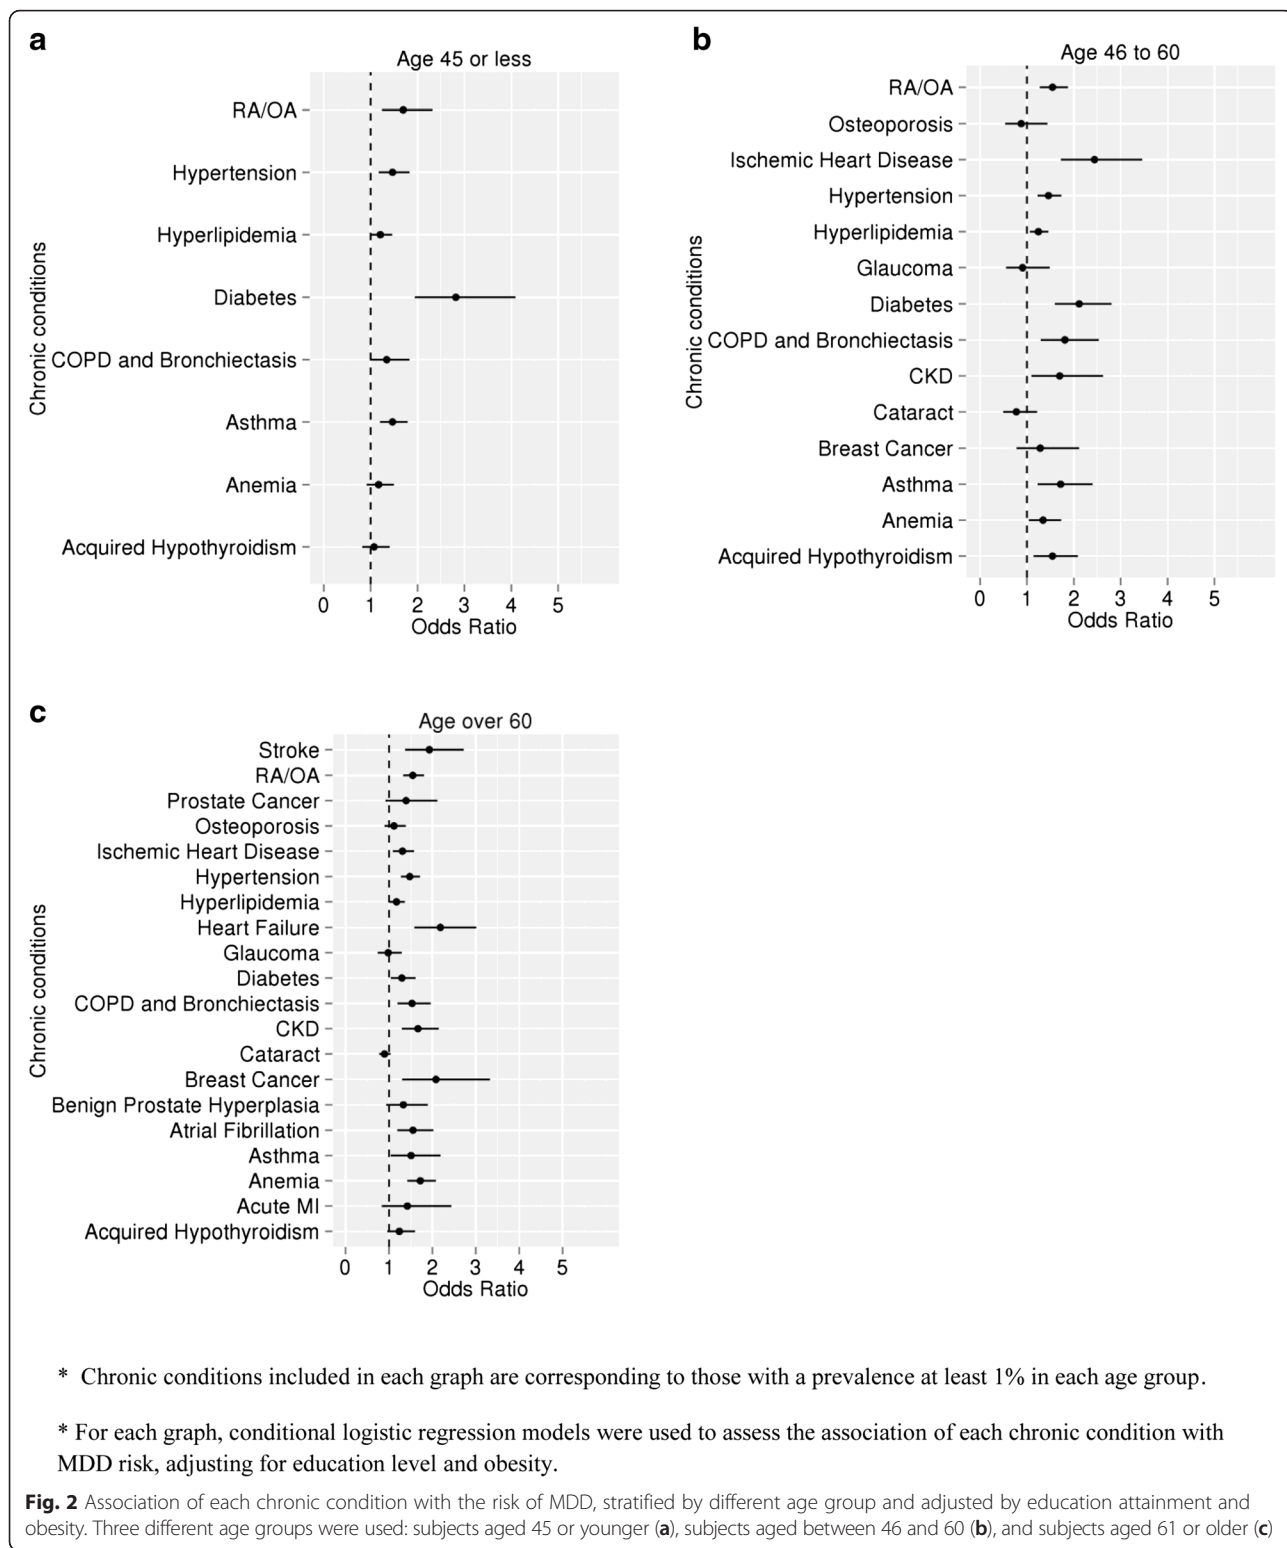 a
Age 45 or less
Chronic conditions
RA/OA
Hypertension
Hyperlipidemia
Diabetes
COPD and Bronchiectasis
Asthma
Anemia
Acquired Hypothyroidism
0 1 2 3 4 5
Odds Ratio
b
Age 46 to 60
Chronic conditions
RA/OA
Osteoporosis
Ischemic Heart Disease
Hypertension
Hyperlipidemia
Glaucoma
Diabetes
COPD and Bronchiectasis
CKD
Cataract
Breast Cancer
Asthma
Anemia
Acquired Hypothyroidism
0 1 2 3 4 5
Odds Ratio
c
Age over 60
Chronic conditions
Stroke
RA/OA
Prostate Cancer
Osteoporosis
Ischemic Heart Disease
Hypertension
Hyperlipidemia
Heart Failure
Glaucoma
Diabetes
COPD and Bronchiectasis
CKD
Cataract
Breast Cancer
Benign Prostate Hyperplasia
Atrial Fibrillation
Asthma
Anemia
Acute MI
Acquired Hypothyroidism
0 1 2 3 4 5
Odds Ratio
* Chronic conditions included in each graph are corresponding to those with a prevalence at least 1% in each age group.
* For each graph, conditional logistic regression models were used to assess the association of each chronic condition with
MDD risk, adjusting for education level and obesity.
Fig. 2 Association of each chronic condition with the risk of MDD, stratified by different age group and adjusted by education attainment and
obesity. Three different age groups were used: subjects aged 45 or younger (a), subjects aged between 46 and 60 (b), and subjects aged 61 or older (c)